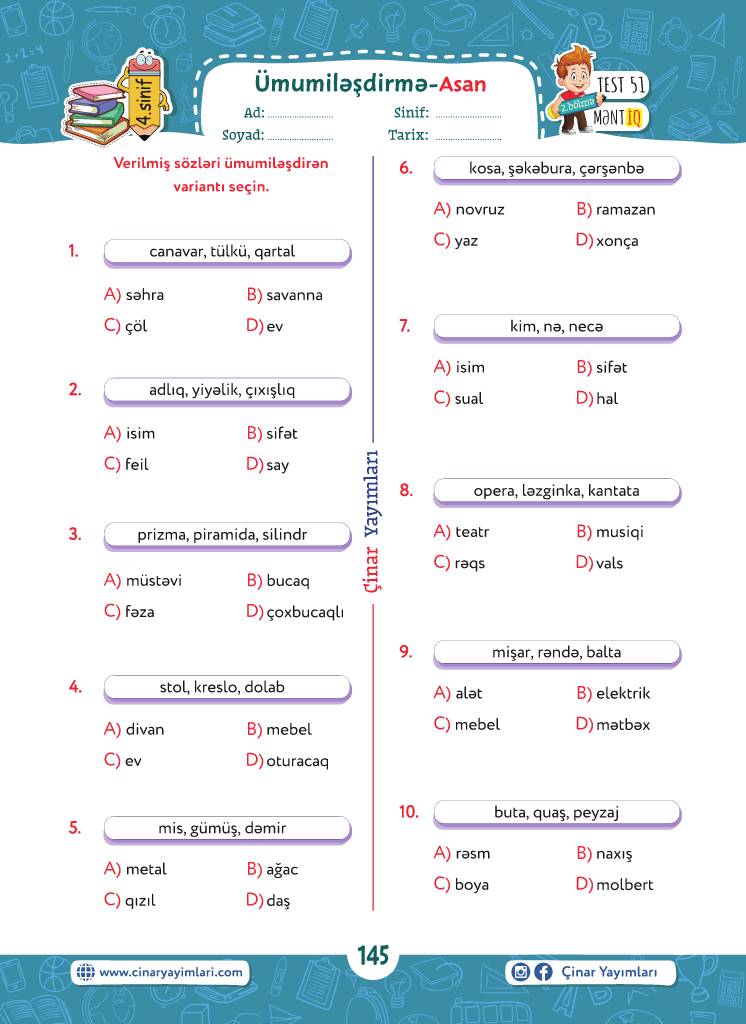 Ümumiləşdirmə-Asan
Ad: ......................
Sinif: ......................
Soyad: ......................
Tarix: ......................
4.sinif
2.bölmə
TEST 51
MƏNTİQ
Verilmiş sözləri ümumiləşdirən
variantı seçin.
1. canavar, tülkü, qartal
A) səhra B) savanna
C) çöl D) ev
2. adlıq, yiyəlik, çıxışlıq
A) isim B) sifət
C) feil D) say
3. prizma, piramida, silindr
A) müstəvi B) bucaq
C) fəza D) çoxbucaqlı
4. stol, kreslo, dolab
A) divan B) mebel
C) ev D) oturacaq
5. mis, gümüş, dəmir
A) metal B) ağac
C) qızıl D) daş
Çinar Yayımları
6. kosa, şəkəbura, çərşənbə
A) novruz B) ramazan
C) yaz D) xonça
7. kim, nə, necə
A) isim B) sifət
C) sual D) hal
8. opera, ləzginka, kantata
A) teatr B) musiqi
C) rəqs D) vals
9. mişar, rəndə, balta
A) alət B) elektrik
C) mebel D) mətbəx
10. buta, quaş, peyzaj
A) rəsm B) naxış
C) boya D) molbert
145
www.cinaryayimlari.com
Çinar Yayımları